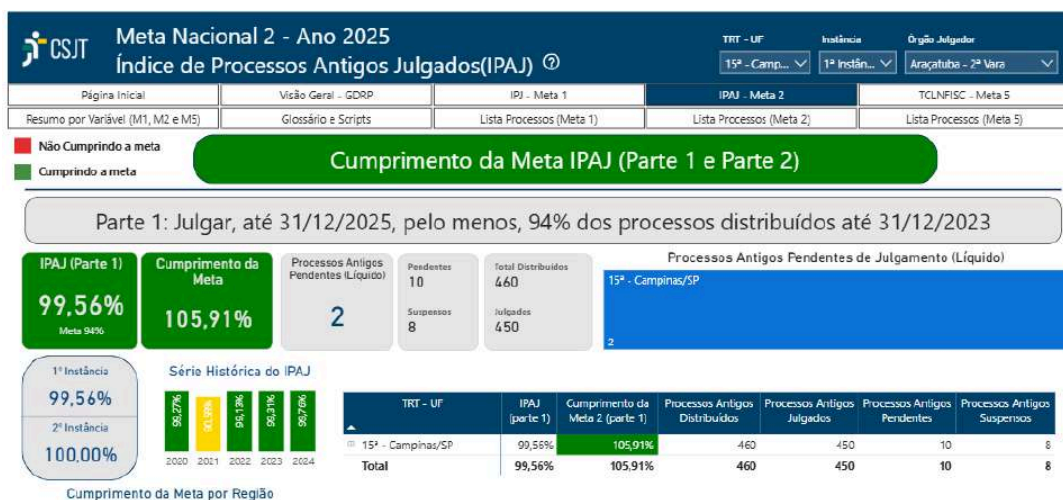 CSJT
Meta Nacional 2 - Ano 2025
Índice de Processos Antigos Julgados(IPAJ) ?
TRT - UF
Instância
Órgão Julgador
15ª - Camp...
1ª Instân...
Araçatuba - 2ª Vara
Página Inicial
Visão Geral - GDRP
IPJ - Meta 1
IPAJ - Meta 2
TCLNFISC - Meta 5
Resumo por Variável (M1, M2 e M5)
Glossário e Scripts
Lista Processos (Meta 1)
Lista Processos (Meta 2)
Lista Processos (Meta 5)
Não Cumprindo a meta
Cumprindo a meta
Cumprimento da Meta IPAJ (Parte 1 e Parte 2)
Parte 1: Julgar, até 31/12/2025, pelo menos, 94% dos processos distribuídos até 31/12/2023
IPAJ (Parte 1)
99,56%
Meta 94%
Cumprimento da
Meta
105,91%
Processos Antigos
Pendentes (Líquido)
2
Pendentes
10
Suspensos
8
Total Distribuídos
460
Julgados
450
Processos Antigos Pendentes de Julgamento (Líquido)
15ª - Campinas/SP
2
1ª Instância
99,56%
2ª Instância
100,00%
Série Histórica do IPAJ
99,27%
99,13%
99,31%
99,76%
2020 2021 2022 2023 2024
TRT - UF
IPAJ
(parte 1)
Cumprimento da
Meta 2 (parte 1)
Processos Antigos
Distribuídos
Processos Antigos
Julgados
Processos Antigos
Pendentes
Processos Antigos
Suspensos
15ª - Campinas/SP 99,56% 105,91% 460 450 10 8
Total 99,56% 105,91% 460 450 10 8
Cumprimento da Meta por Região